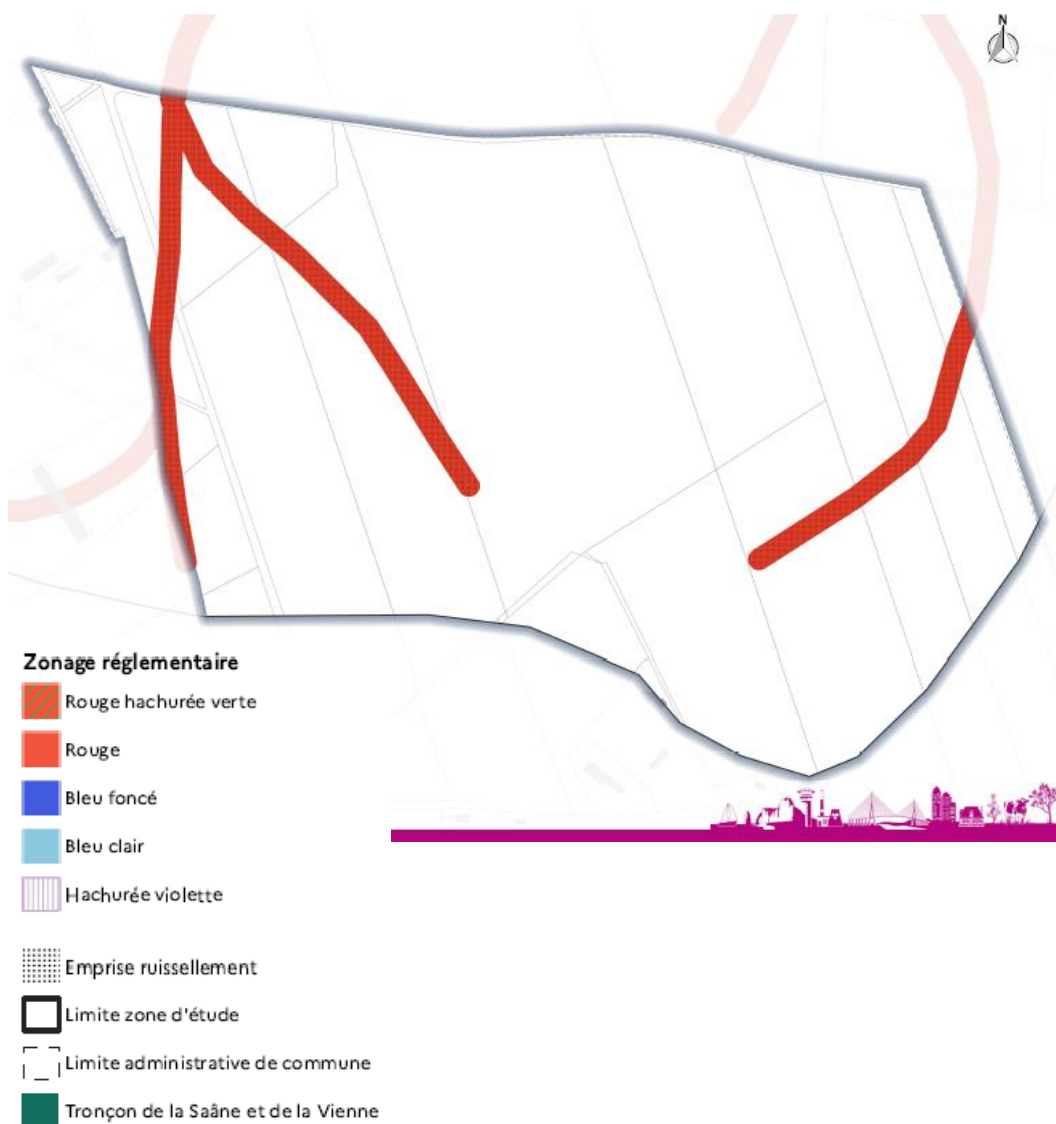 N
Zonage réglementaire
Rouge hachurée verte
Rouge
Bleu foncé
Bleu clair
Hachurée violette
Emprise ruissellement
Limite zone d'étude
Limite administrative de commune
Tronçon de la Saâne et de la Vienne